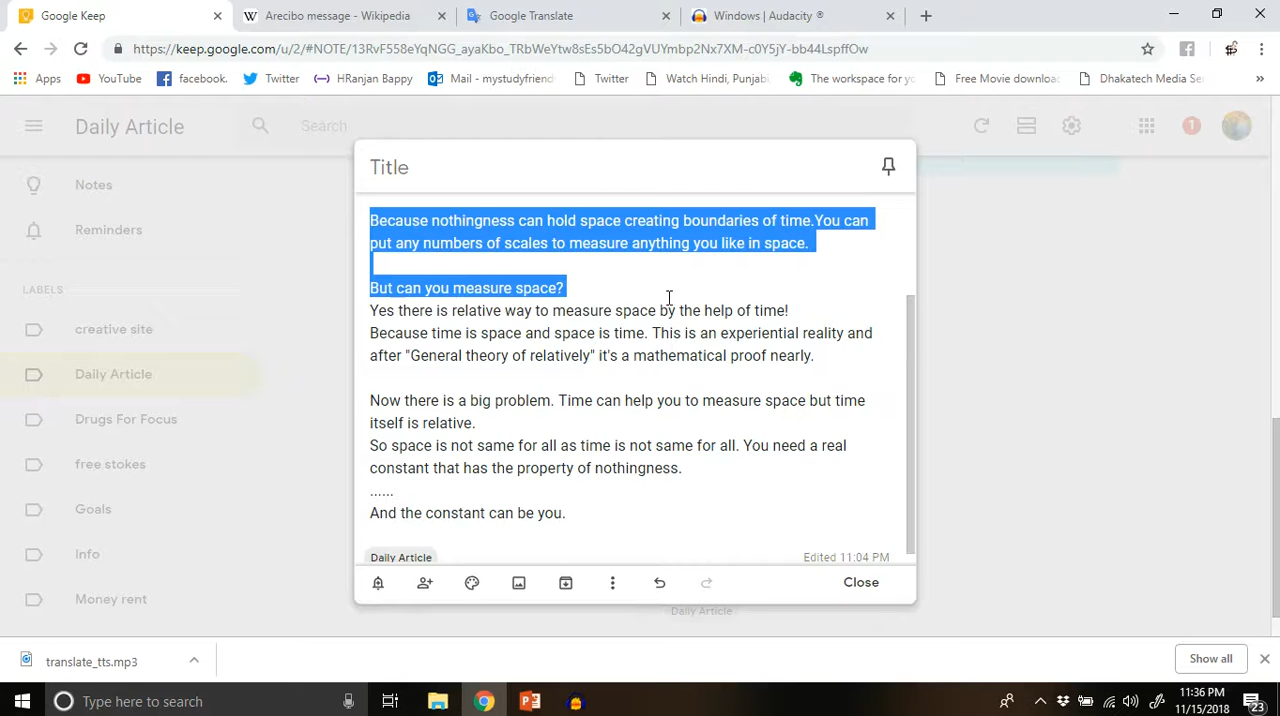 Google Keep
Arecibo message - Wikipedia
Google Translate
Windows | Audacity ®
https://keep.google.com/u/2/#NOTE/13RvF558eYqNGG_ayaKbo_TRbWeYtw8sEs5bO42gVUYmbp2Nx7XM-c0Y5jY-bb44LspffOw
Apps
YouTube
facebook.
Twitter
HRanjan Bappy
Mail - mystudyfriend
Twitter
Watch Hindi, Punjabi
The workspace for yo
Free Movie download
Dhakatech Media Se
»
Daily Article
Search
1
Notes
Reminders
LABELS
creative site
Daily Article
Drugs For Focus
free stokes
Goals
Info
Money rent
Title
Because nothingness can hold space creating boundaries of time.You can
put any numbers of scales to measure anything you like in space.
But can you measure space?
Yes there is relative way to measure space by the help of time!
Because time is space and space is time. This is an experiential reality and
after "General theory of relatively" it's a mathematical proof nearly.
Now there is a big problem. Time can help you to measure space but time
itself is relative.
So space is not same for all as time is not same for all. You need a real
constant that has the property of nothingness.
......
And the constant can be you.
Daily Article
Edited 11:04 PM
Close
Daily Article
translate_tts.mp3
Show all
Type here to search
11:36 PM
11/15/2018
23